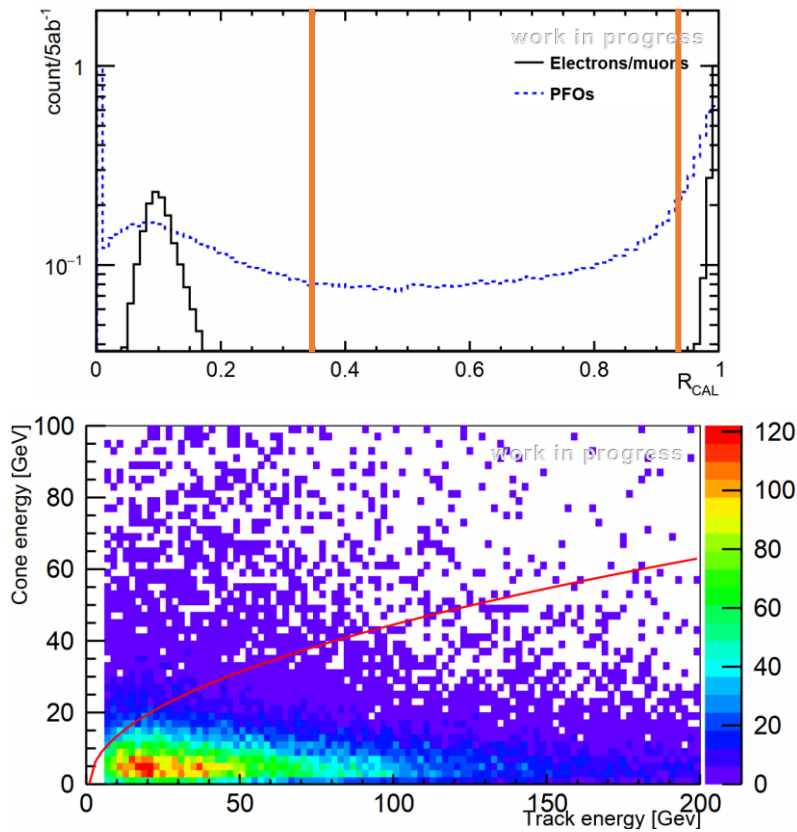 work in progress
Electrons/muons
PFOs
count/5ab⁻¹
1
10⁻¹
0 0.2 0.4 0.6 0.8 1
R_CAL
100
80
60
40
20
0
Cone energy [GeV]
work in progress
120
100
80
60
40
20
0
0 50 100 150 200
Track energy [Gev]